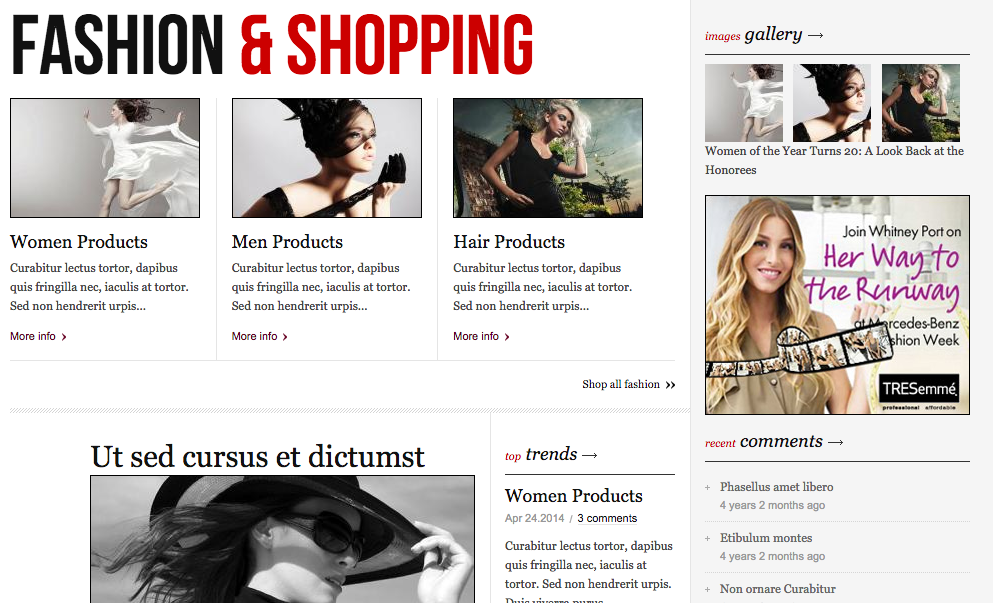 FASHION & SHOPPING
Women Products
Curabitur lectus tortor, dapibus
quis fringilla nec, iaculis at tortor.
Sed non hendrerit urpis...
More info ›
Men Products
Curabitur lectus tortor, dapibus
quis fringilla nec, iaculis at tortor.
Sed non hendrerit urpis...
More info ›
Hair Products
Curabitur lectus tortor, dapibus
quis fringilla nec, iaculis at tortor.
Sed non hendrerit urpis...
More info ›
Shop all fashion »
Ut sed cursus et dictumst
top trends →
Women Products
Apr 24.2014 / 3 comments
Curabitur lectus tortor, dapibus
quis fringilla nec, iaculis at
tortor. Sed non hendrerit urpis.
Duis viverra purus
images gallery →
Women of the Year Turns 20: A Look Back at the
Honorees
Join Whitney Port on
Her Way to
the Runway
at Mercedes-Benz
shion Week
TRESemmé
professional affordable
recent comments →
+ Phasellus amet libero
4 years 2 months ago
+ Etibulum montes
4 years 2 months ago
+ Non ornare Curabitur